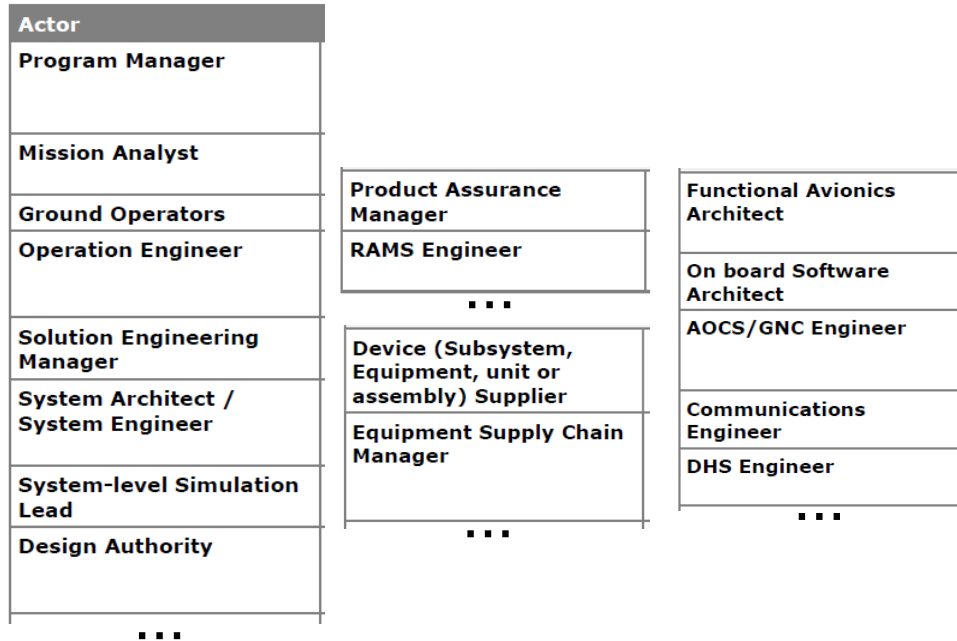 Actor
Program Manager
Mission Analyst
Ground Operators
Operation Engineer
Solution Engineering
Manager
System Architect /
System Engineer
System-level Simulation
Lead
Design Authority
...
Product Assurance
Manager
RAMS Engineer
...
Device (Subsystem,
Equipment, unit or
assembly) Supplier
Equipment Supply Chain
Manager
...
Functional Avionics
Architect
On board Software
Architect
AOCS/GNC Engineer
Communications
Engineer
DHS Engineer
...